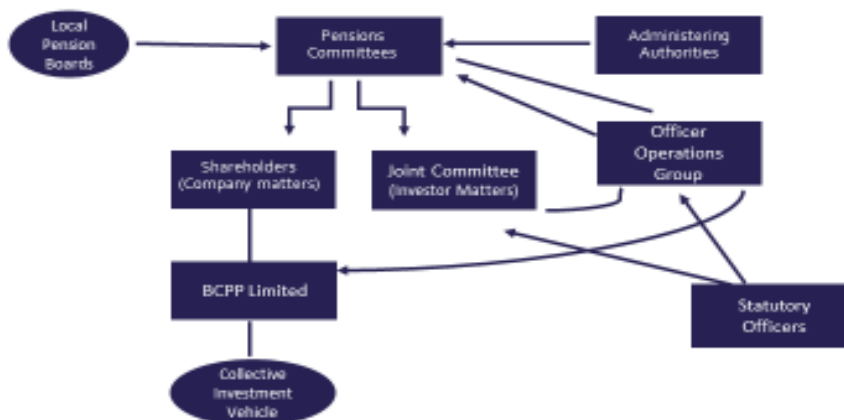 Local
Pension
Boards
Pensions
Committees
Administering
Authorities
Officer
Operations
Group
Shareholders
(Company matters)
Joint Committee
(Investor Matters)
BCPP Limited
Statutory
Officers
Collective
Investment
Vehicle